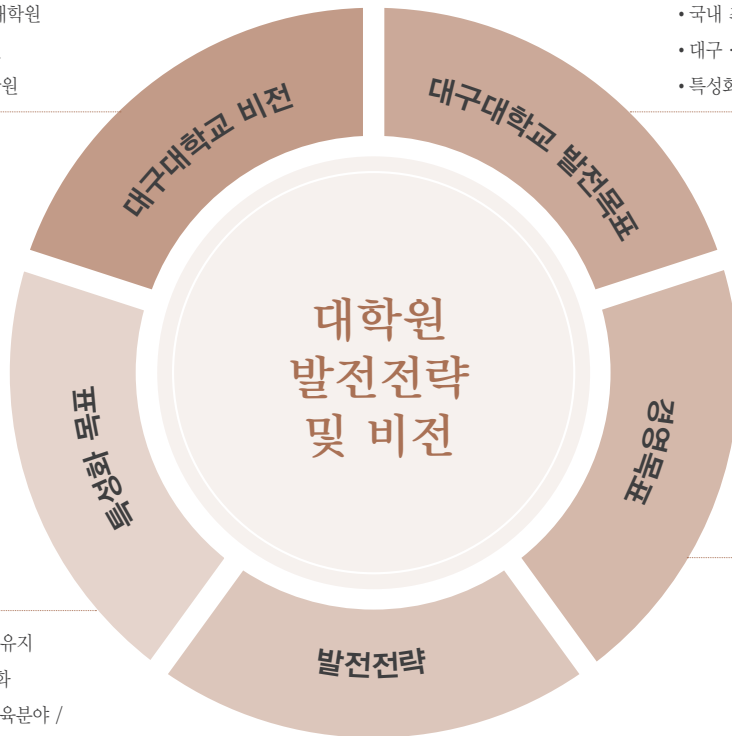 대학원
원
• 국내
• 대구
• 특성화
대구대학교 비전
대구대학교 발전목표
대학원
발전전략
및 비전
특성화 목표
경영목표
발전전략
유지
화
육분야 /